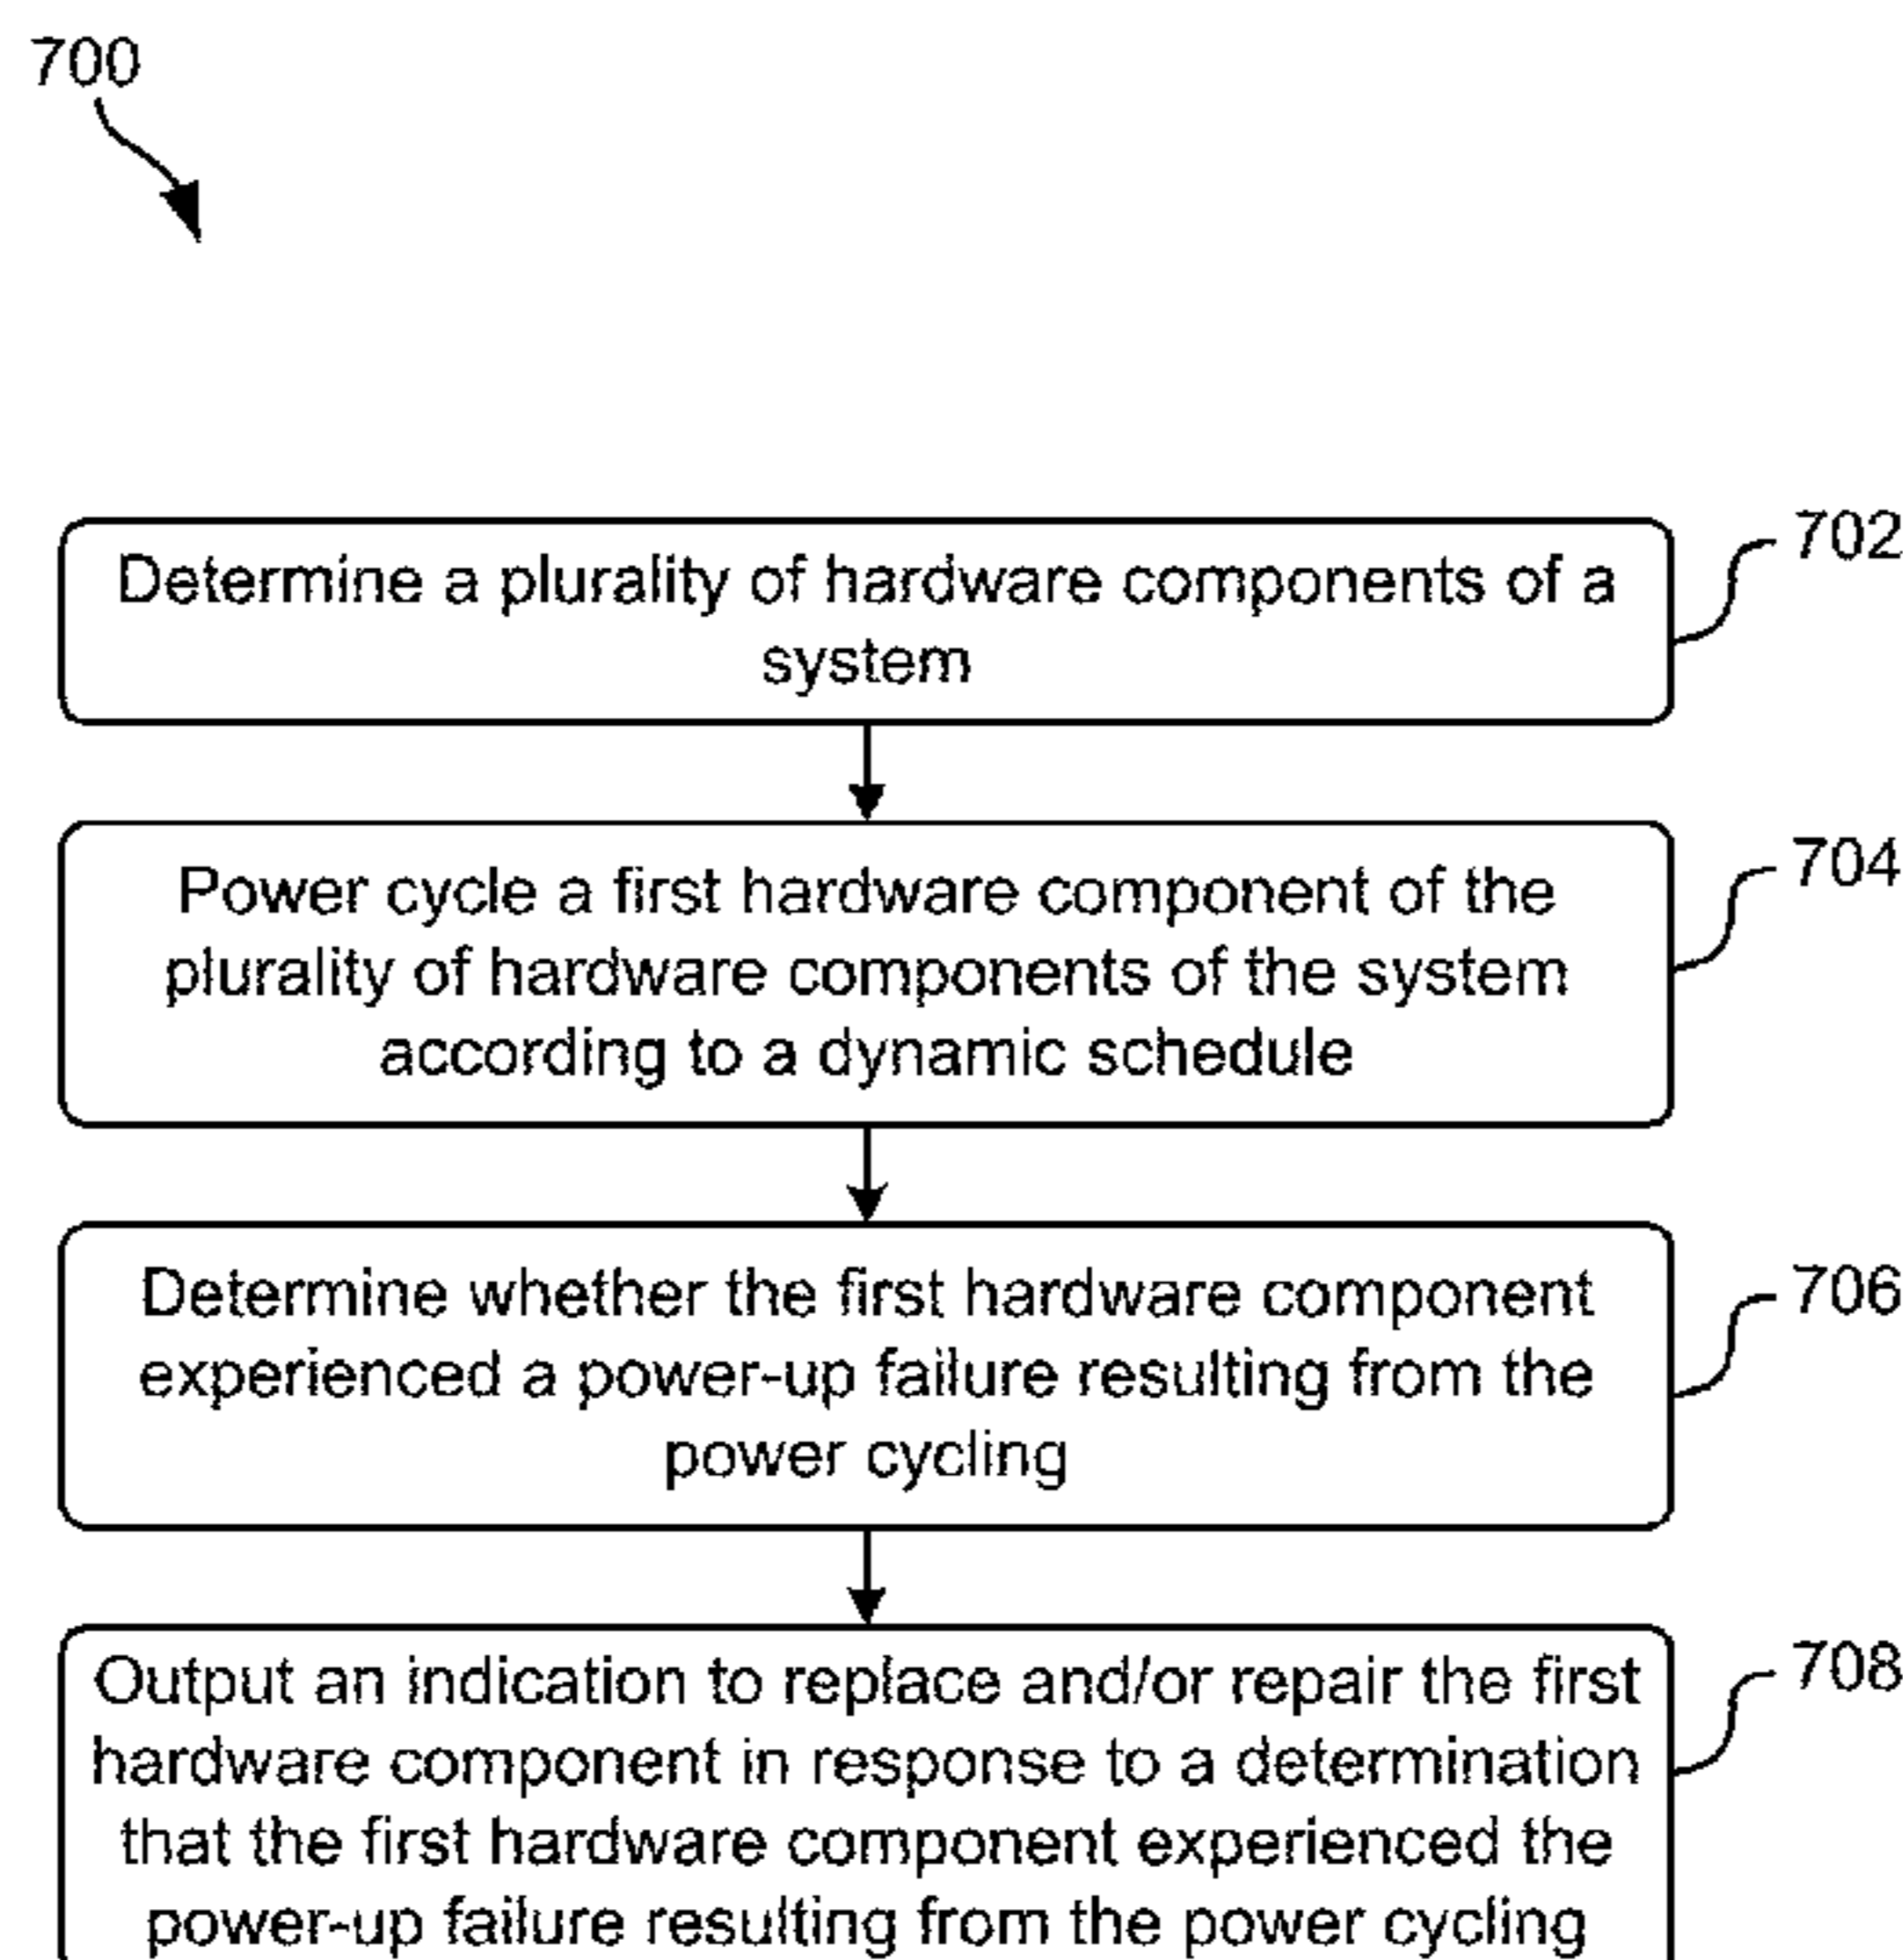 700
Determine a plurality of hardware components of a
system
702
Power cycle a first hardware component of the
plurality of hardware components of the system
according to a dynamic schedule
704
Determine whether the first hardware component
experienced a power-up failure resulting from the
power cycling
706
Output an indication to replace and/or repair the first
hardware component in response to a determination
that the first hardware component experienced the
power-up failure resulting from the power cycling
708